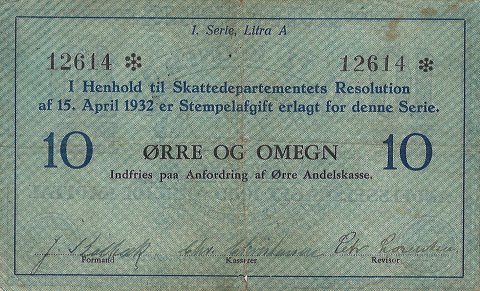 I. Serie, Litra A
12614 * 12614 *
I Henhold til Skattedepartementets Resolution
af 15. April 1932 er Stempelafgift erlagt for denne Serie.
10 ØRRE OG OMEGN 10
Indfries paa Anfordring af Ørre Andelskasse.
Formand Kasserer Revisor